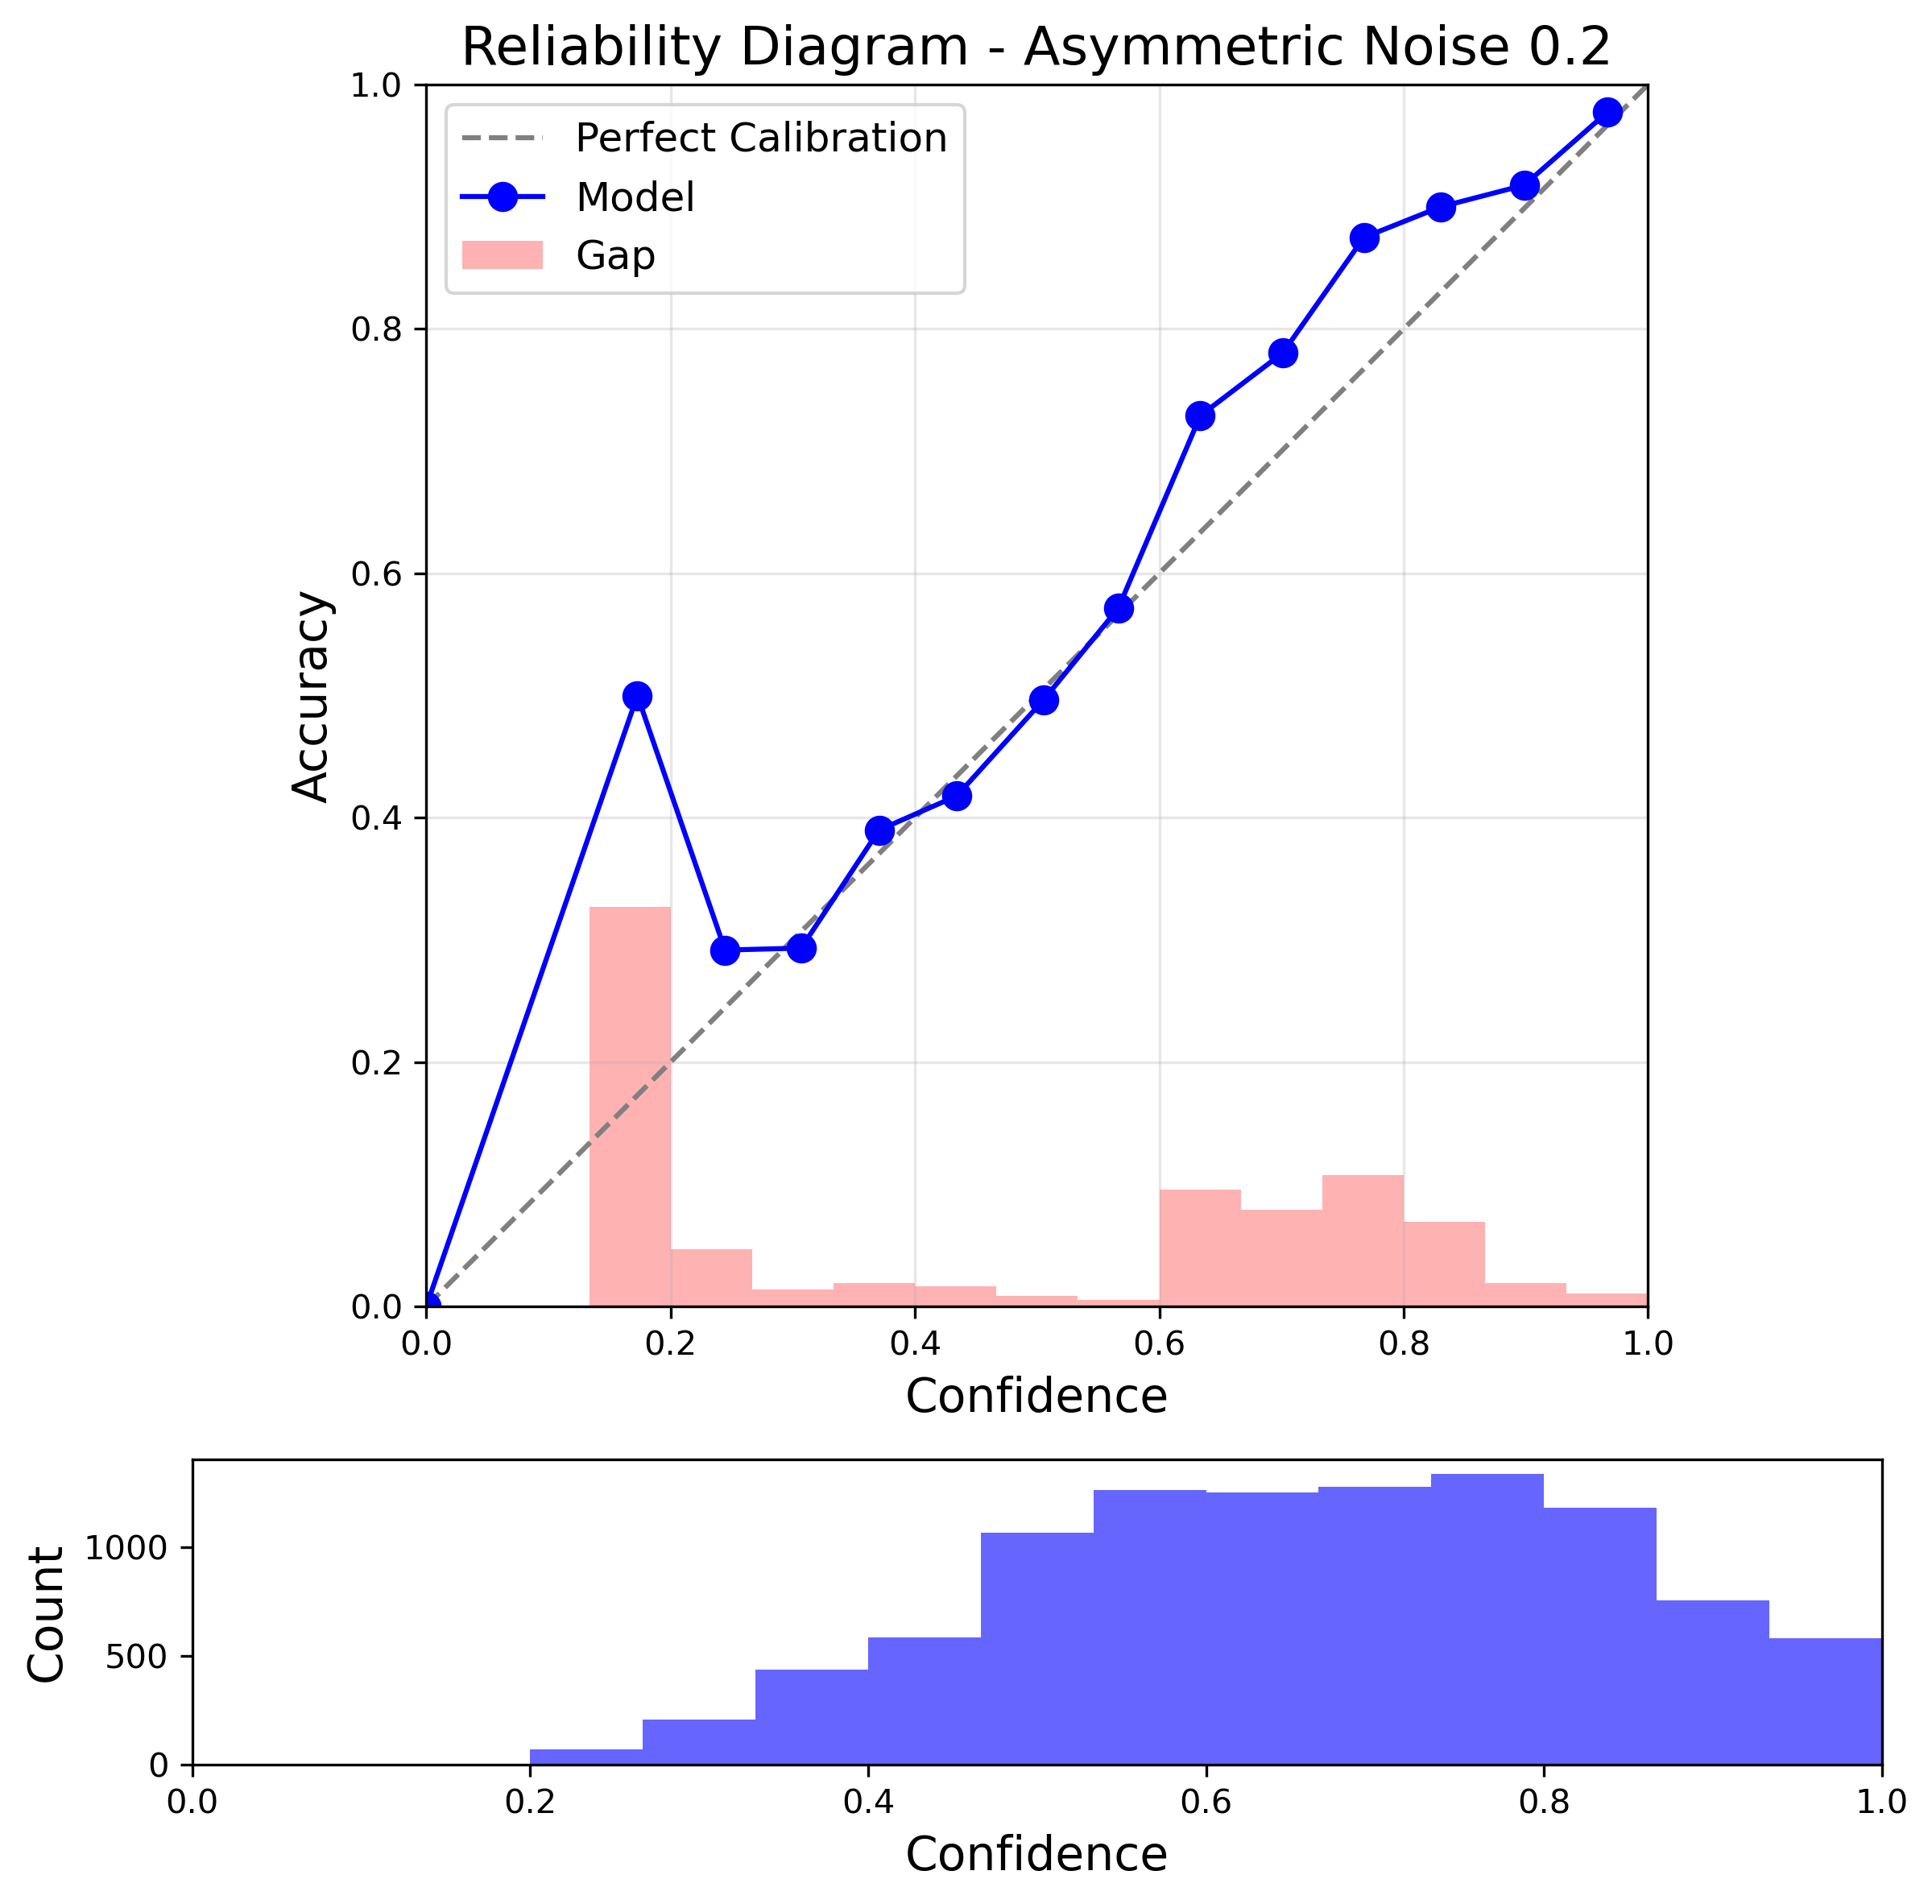 Reliability Diagram - Asymmetric Noise 0.2
Perfect Calibration
Model
Gap
Accuracy
1.0
0.8
0.6
0.4
0.2
0.0
0.0 0.2 0.4 0.6 0.8 1.0
Confidence
Count
1000
500
0
0.0 0.2 0.4 0.6 0.8 1.0
Confidence